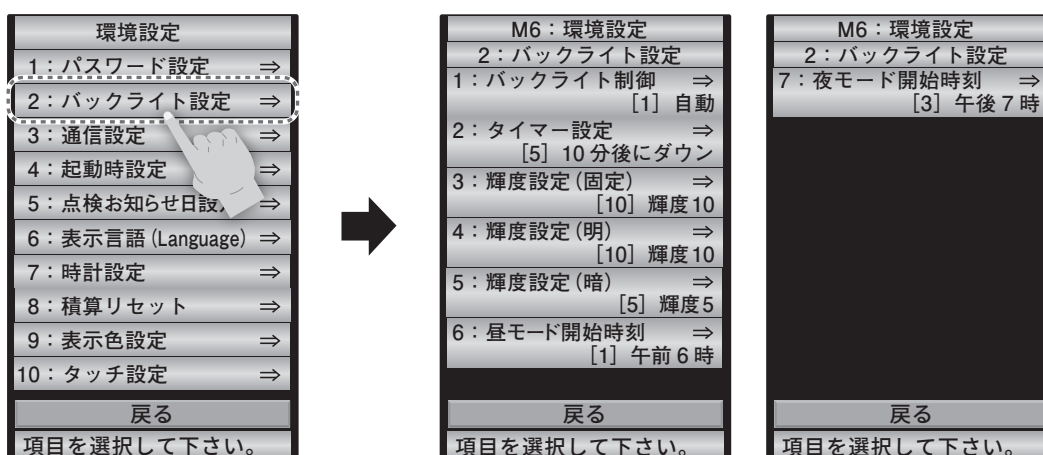 環境設定
1：パスワード設定 ⇒
2：バックライト設定 ⇒
3：通信設定 ⇒
4：起動時設定 ⇒
5：点検お知らせ日設 ⇒
6：表示言語(Language) ⇒
7：時計設定 ⇒
8：積算リセット ⇒
9：表示色設定 ⇒
10：タッチ設定 ⇒
戻る
項目を選択して下さい。
M6：環境設定
2：バックライト設定
1：バックライト制御 ⇒
[1] 自動
2：タイマー設定 ⇒
[5] 10分後にダウン
3：輝度設定(固定) ⇒
[10] 輝度10
4：輝度設定(明) ⇒
[10] 輝度10
5：輝度設定(暗) ⇒
[5] 輝度5
6：昼モード開始時刻 ⇒
[1] 午前6時
戻る
項目を選択して下さい。
M6：環境設定
2：バックライト設定
7：夜モード開始時刻 ⇒
[3] 午後7時
戻る
項目を選択して下さい。